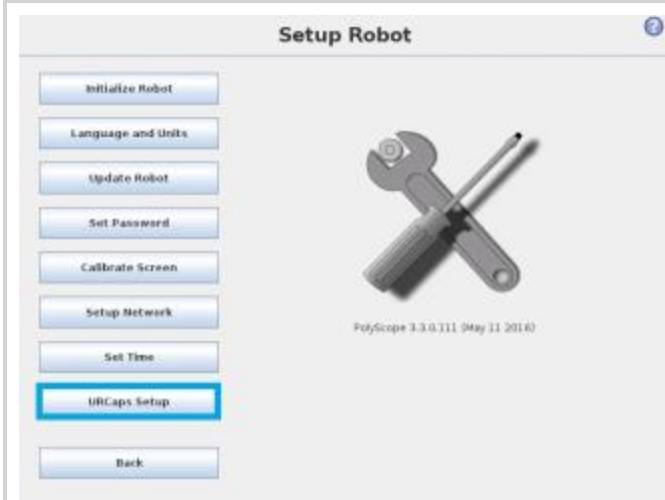 Setup Robot
?
Initialize Robot
Language and Units
Update Robot
Set Password
Calibrate Screen
Setup Network
Set Time
URCaps Setup
Back
PolyScope 3.3.0.111 (May 11 2016)